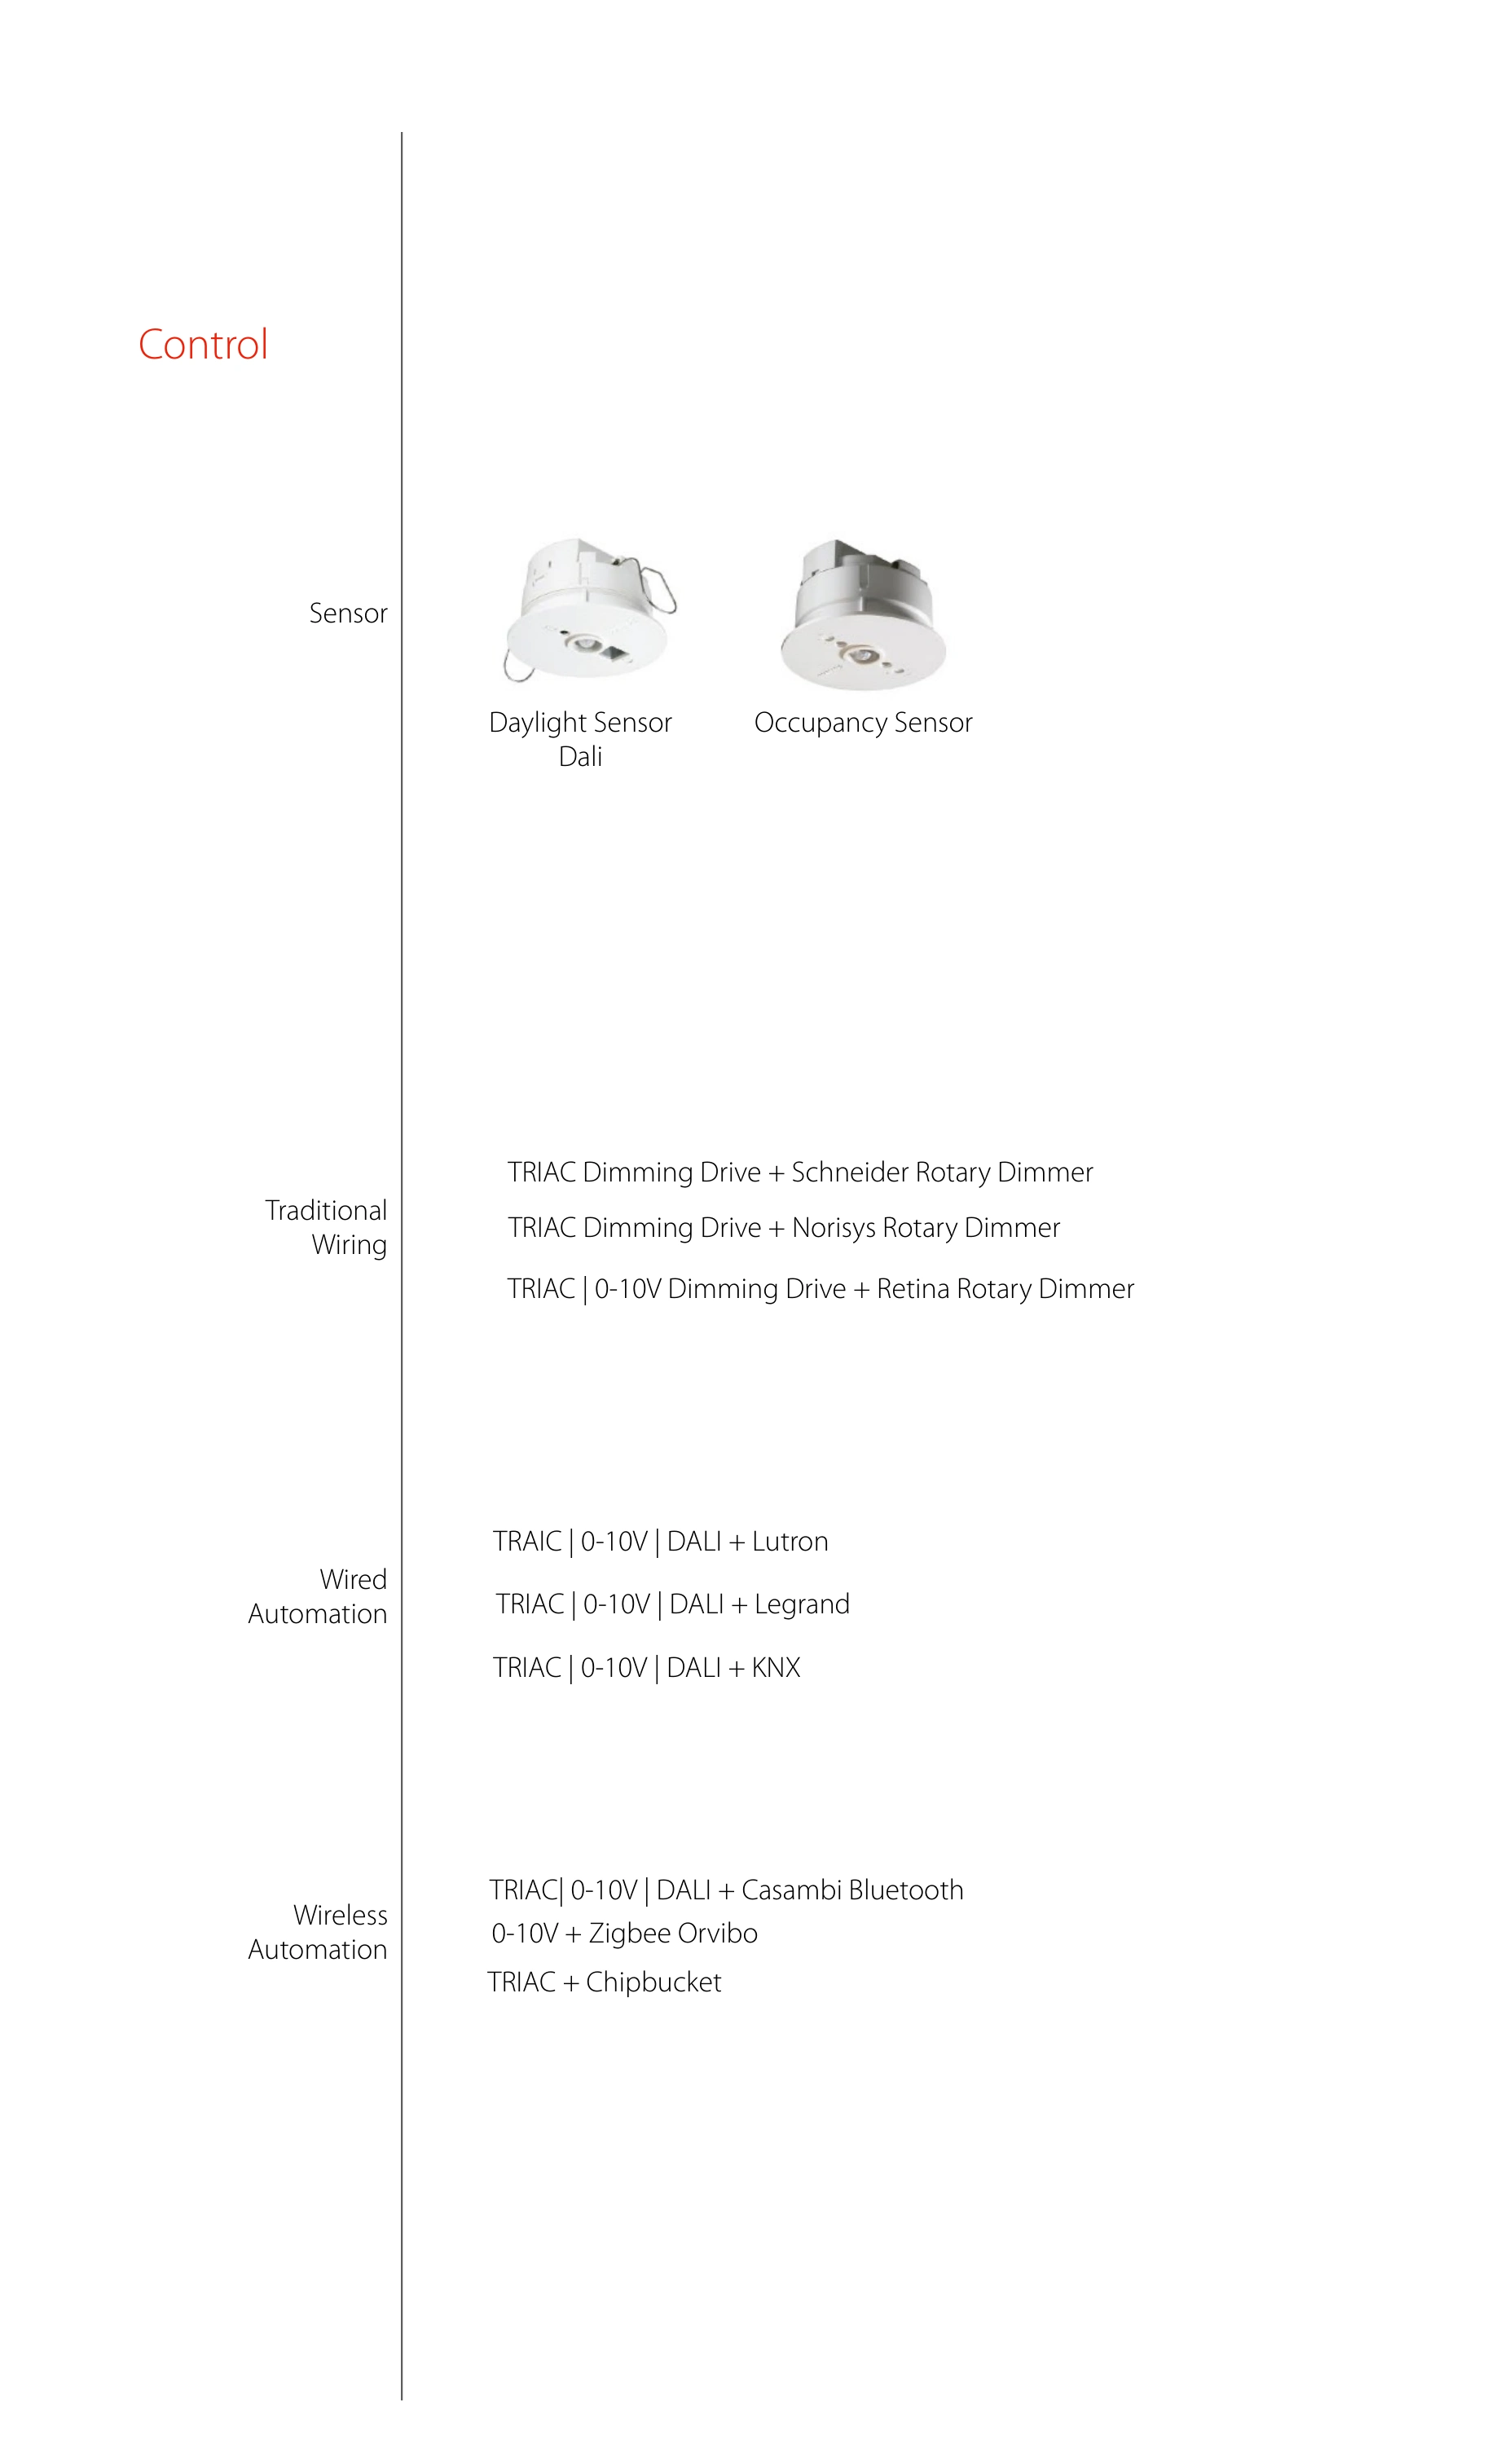 Control
Sensor
Daylight Sensor
Dali
Occupancy Sensor
Traditional
Wiring
TRIAC Dimming Drive + Schneider Rotary Dimmer
TRIAC Dimming Drive + Norisys Rotary Dimmer
TRIAC | 0-10V Dimming Drive + Retina Rotary Dimmer
Wired
Automation
TRAIC | 0-10V | DALI + Lutron
TRIAC | 0-10V | DALI + Legrand
TRIAC | 0-10V | DALI + KNX
Wireless
Automation
TRIAC| 0-10V | DALI + Casambi Bluetooth
0-10V + Zigbee Orvibo
TRIAC + Chipbucket